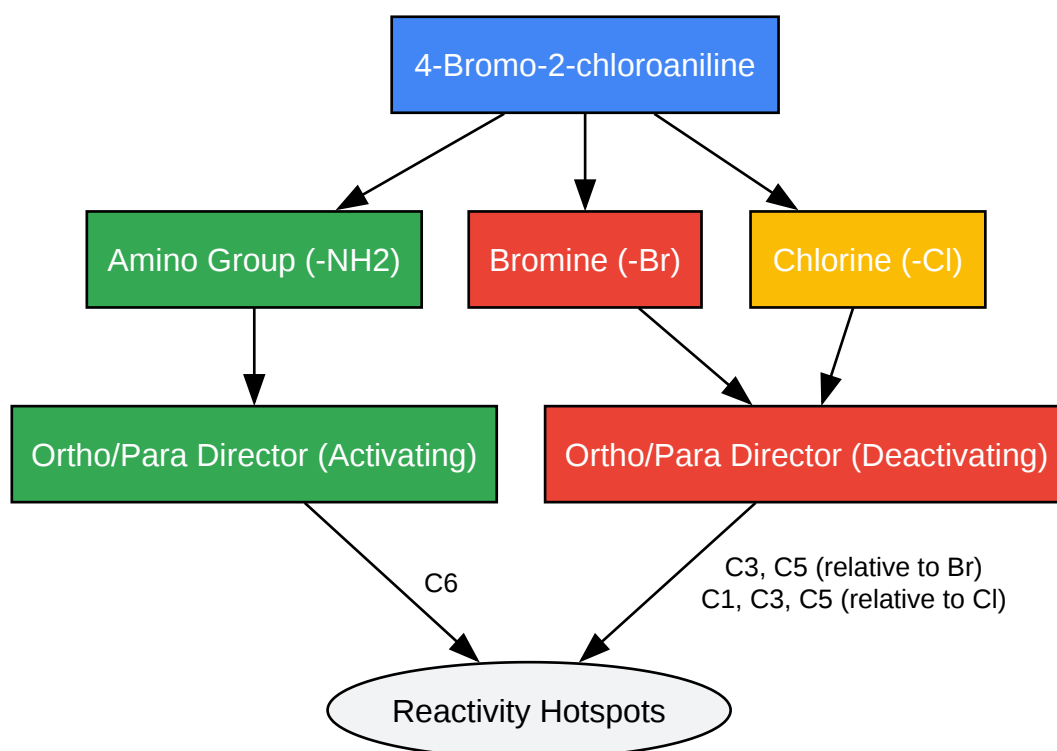 4-Bromo-2-chloroaniline
Amino Group (-NH2)
Bromine (-Br)
Chlorine (-Cl)
Ortho/Para Director (Activating)
Ortho/Para Director (Deactivating)
C6
C3, C5 (relative to Br)
C1, C3, C5 (relative to Cl)
Reactivity Hotspots